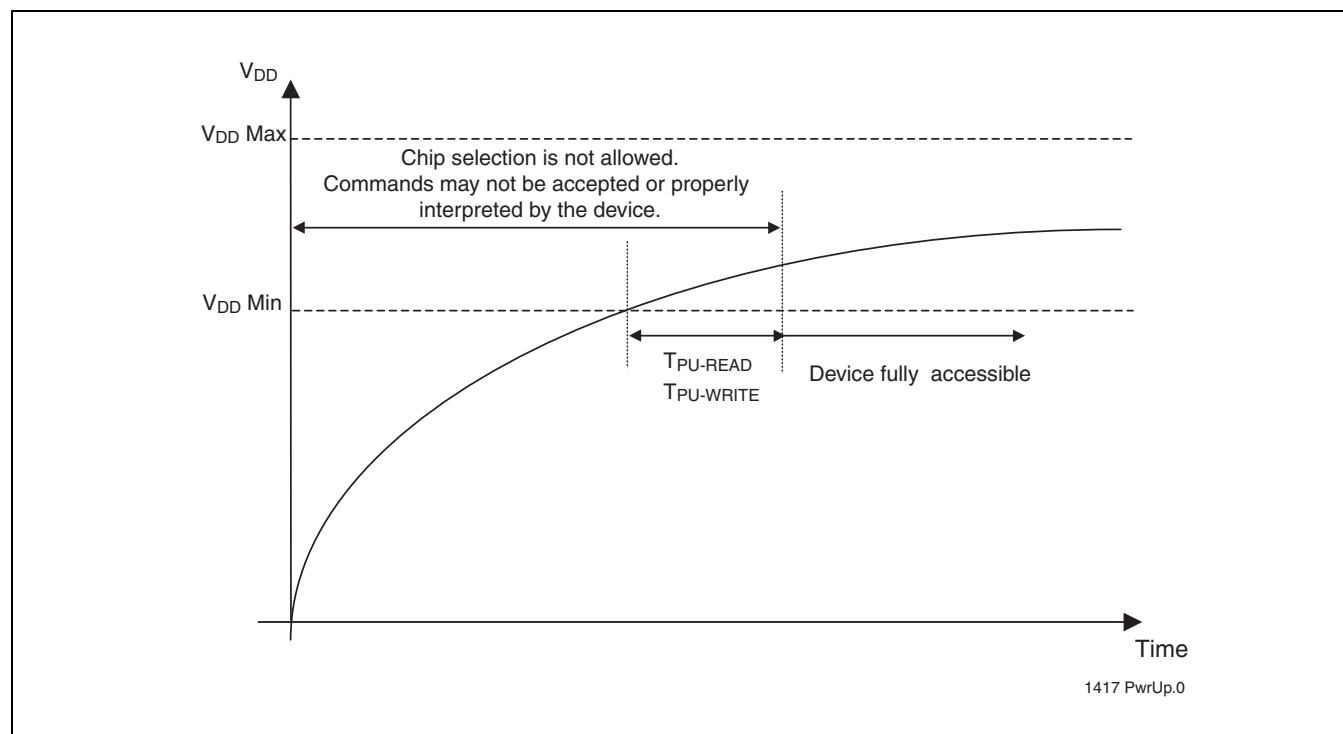 VDD
VDD Max
Chip selection is not allowed.
Commands may not be accepted or properly
interpreted by the device.
VDD Min
TPU-READ
TPU-WRITE
Device fully accessible
Time
1417 PwrUp.0